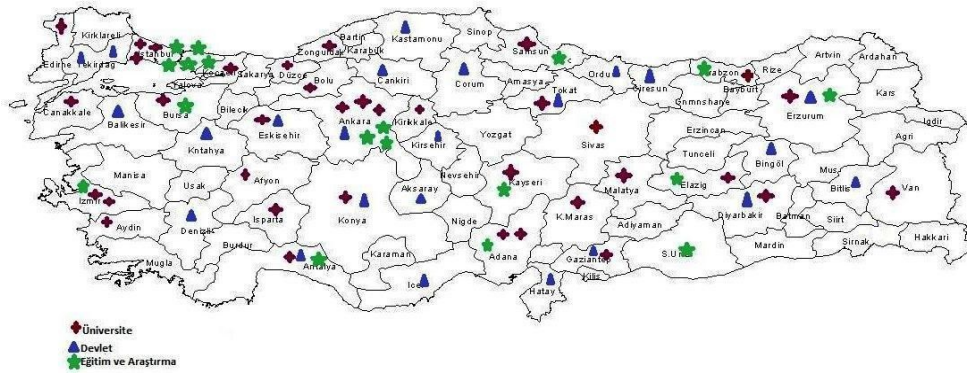 Kirklareli
Edirne
Tekirdag
Istanbul
Kocaeli
Yalova
Sakarya
Düzce
Zonguldak
Bartin
Karabük
Kastamonu
Sinop
Samsun
Bolu
Cankiri
Corum
Amasya
Tokat
Ordu
Giresun
Trabzon
Rize
Artvin
Ardahan
Bayburt
Gnmnshane
Kars
Igdir
Canakkale
Balikesir
Bursa
Bilecik
Eskisehir
Ankara
Kirikkale
Kirsehir
Yozgat
Sivas
Erzincan
Erzurum
Agri
Kntahya
Manisa
Usak
Afyon
Izmir
Aydin
Denizli
Isparta
Burdur
Mugla
Antalya
Konya
Aksaray
Nevsehir
Kayseri
Nigde
Karaman
Icel
Adana
K.Maras
Malatya
Elazig
Tunceli
Bingöl
Mus
Bitlis
Van
Adiyaman
Diyarbakir
Batman
Siirt
Sirnak
Hakkari
Mardin
S.Urfa
Gaziantep
Kilis
Hatay
Üniversite
Devlet
Eğitim ve Araştırma